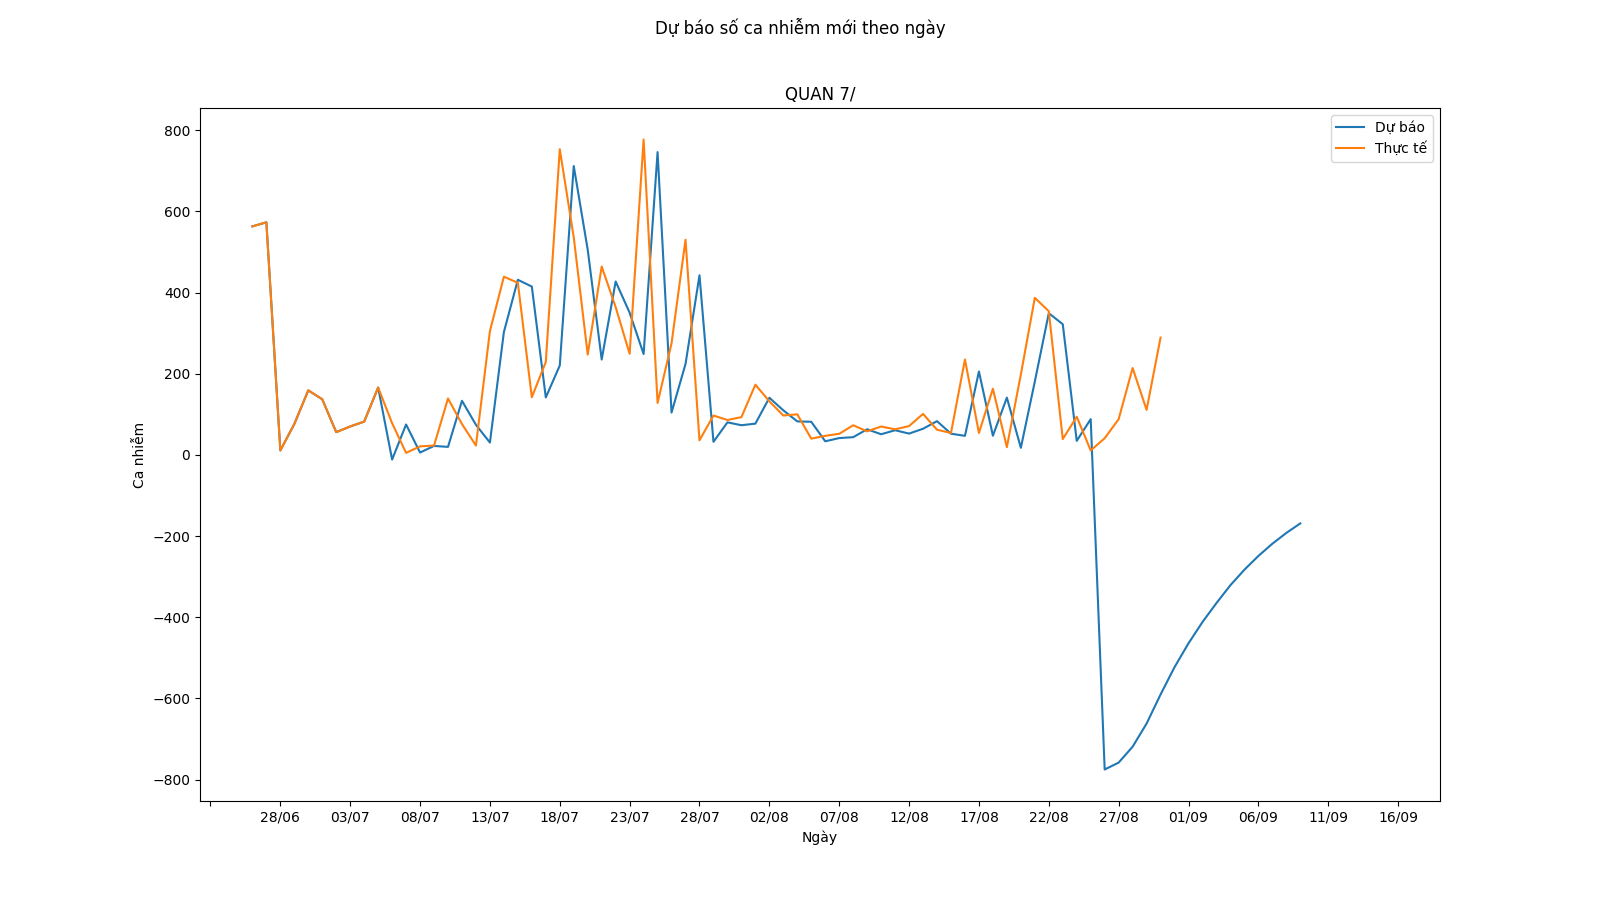 Dự báo số ca nhiễm mới theo ngày
QUAN 7/
Dự báo
Thực tế
800
600
400
200
0
−200
−400
−600
−800
Ca nhiễm
28/06 03/07 08/07 13/07 18/07 23/07 28/07 02/08 07/08 12/08 17/08 22/08 27/08 01/09 06/09 11/09 16/09
Ngày